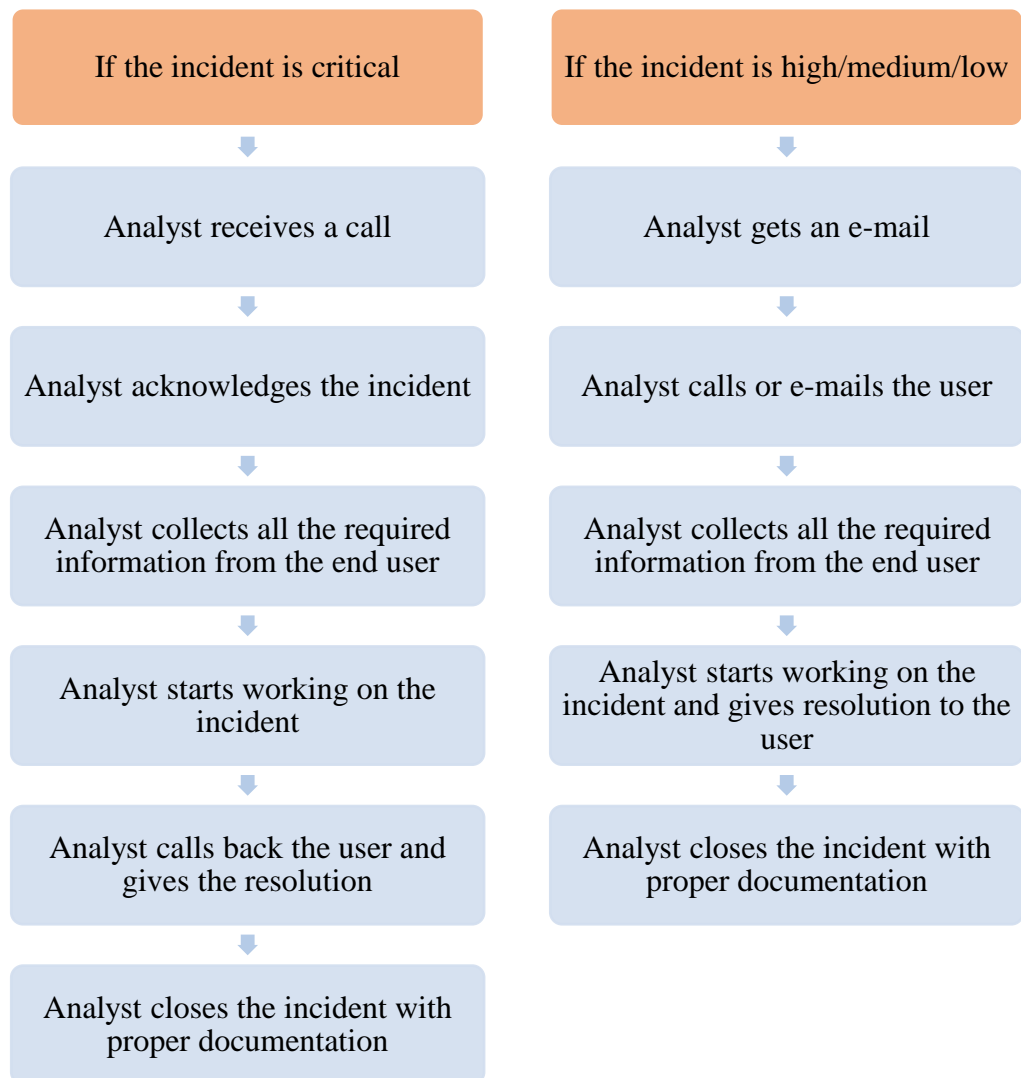 If the incident is critical
Analyst receives a call
Analyst acknowledges the incident
Analyst collects all the required
information from the end user
Analyst starts working on the
incident
Analyst calls back the user and
gives the resolution
Analyst closes the incident with
proper documentation
If the incident is high/medium/low
Analyst gets an e-mail
Analyst calls or e-mails the user
Analyst collects all the required
information from the end user
Analyst starts working on the
incident and gives resolution to the
user
Analyst closes the incident with
proper documentation